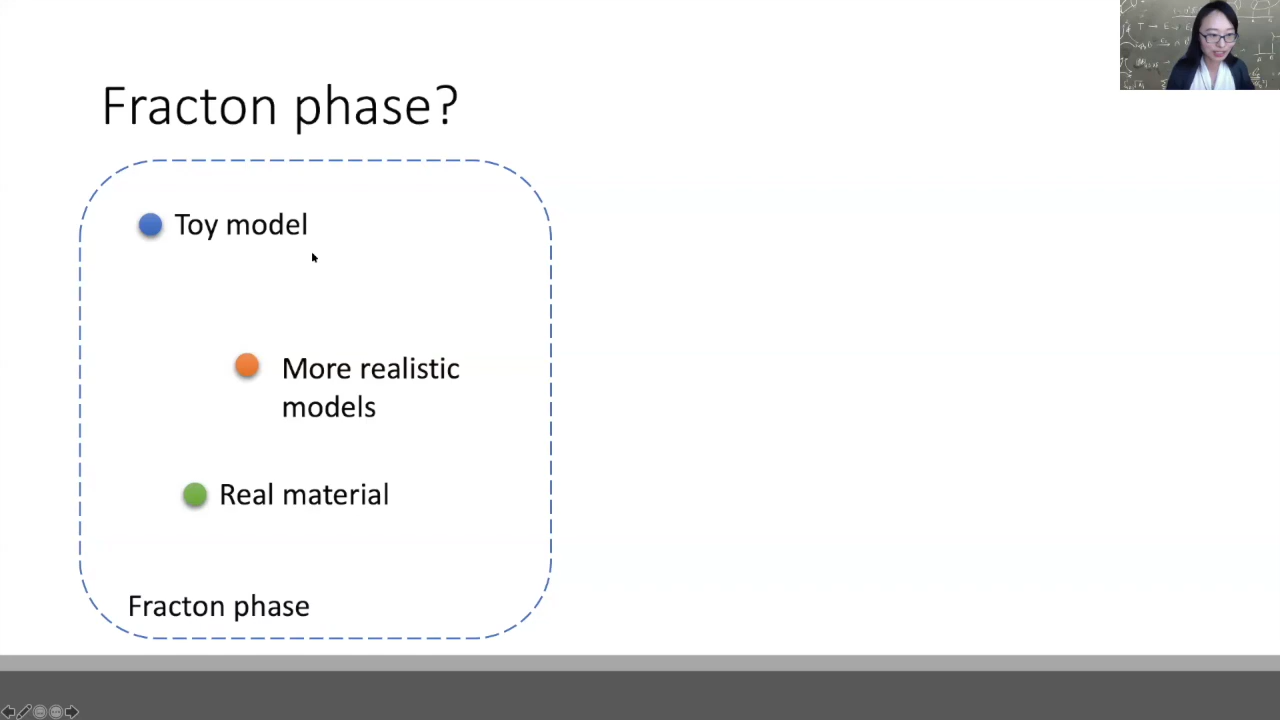 Fracton phase?
Toy model
More realistic
models
Real material
Fracton phase